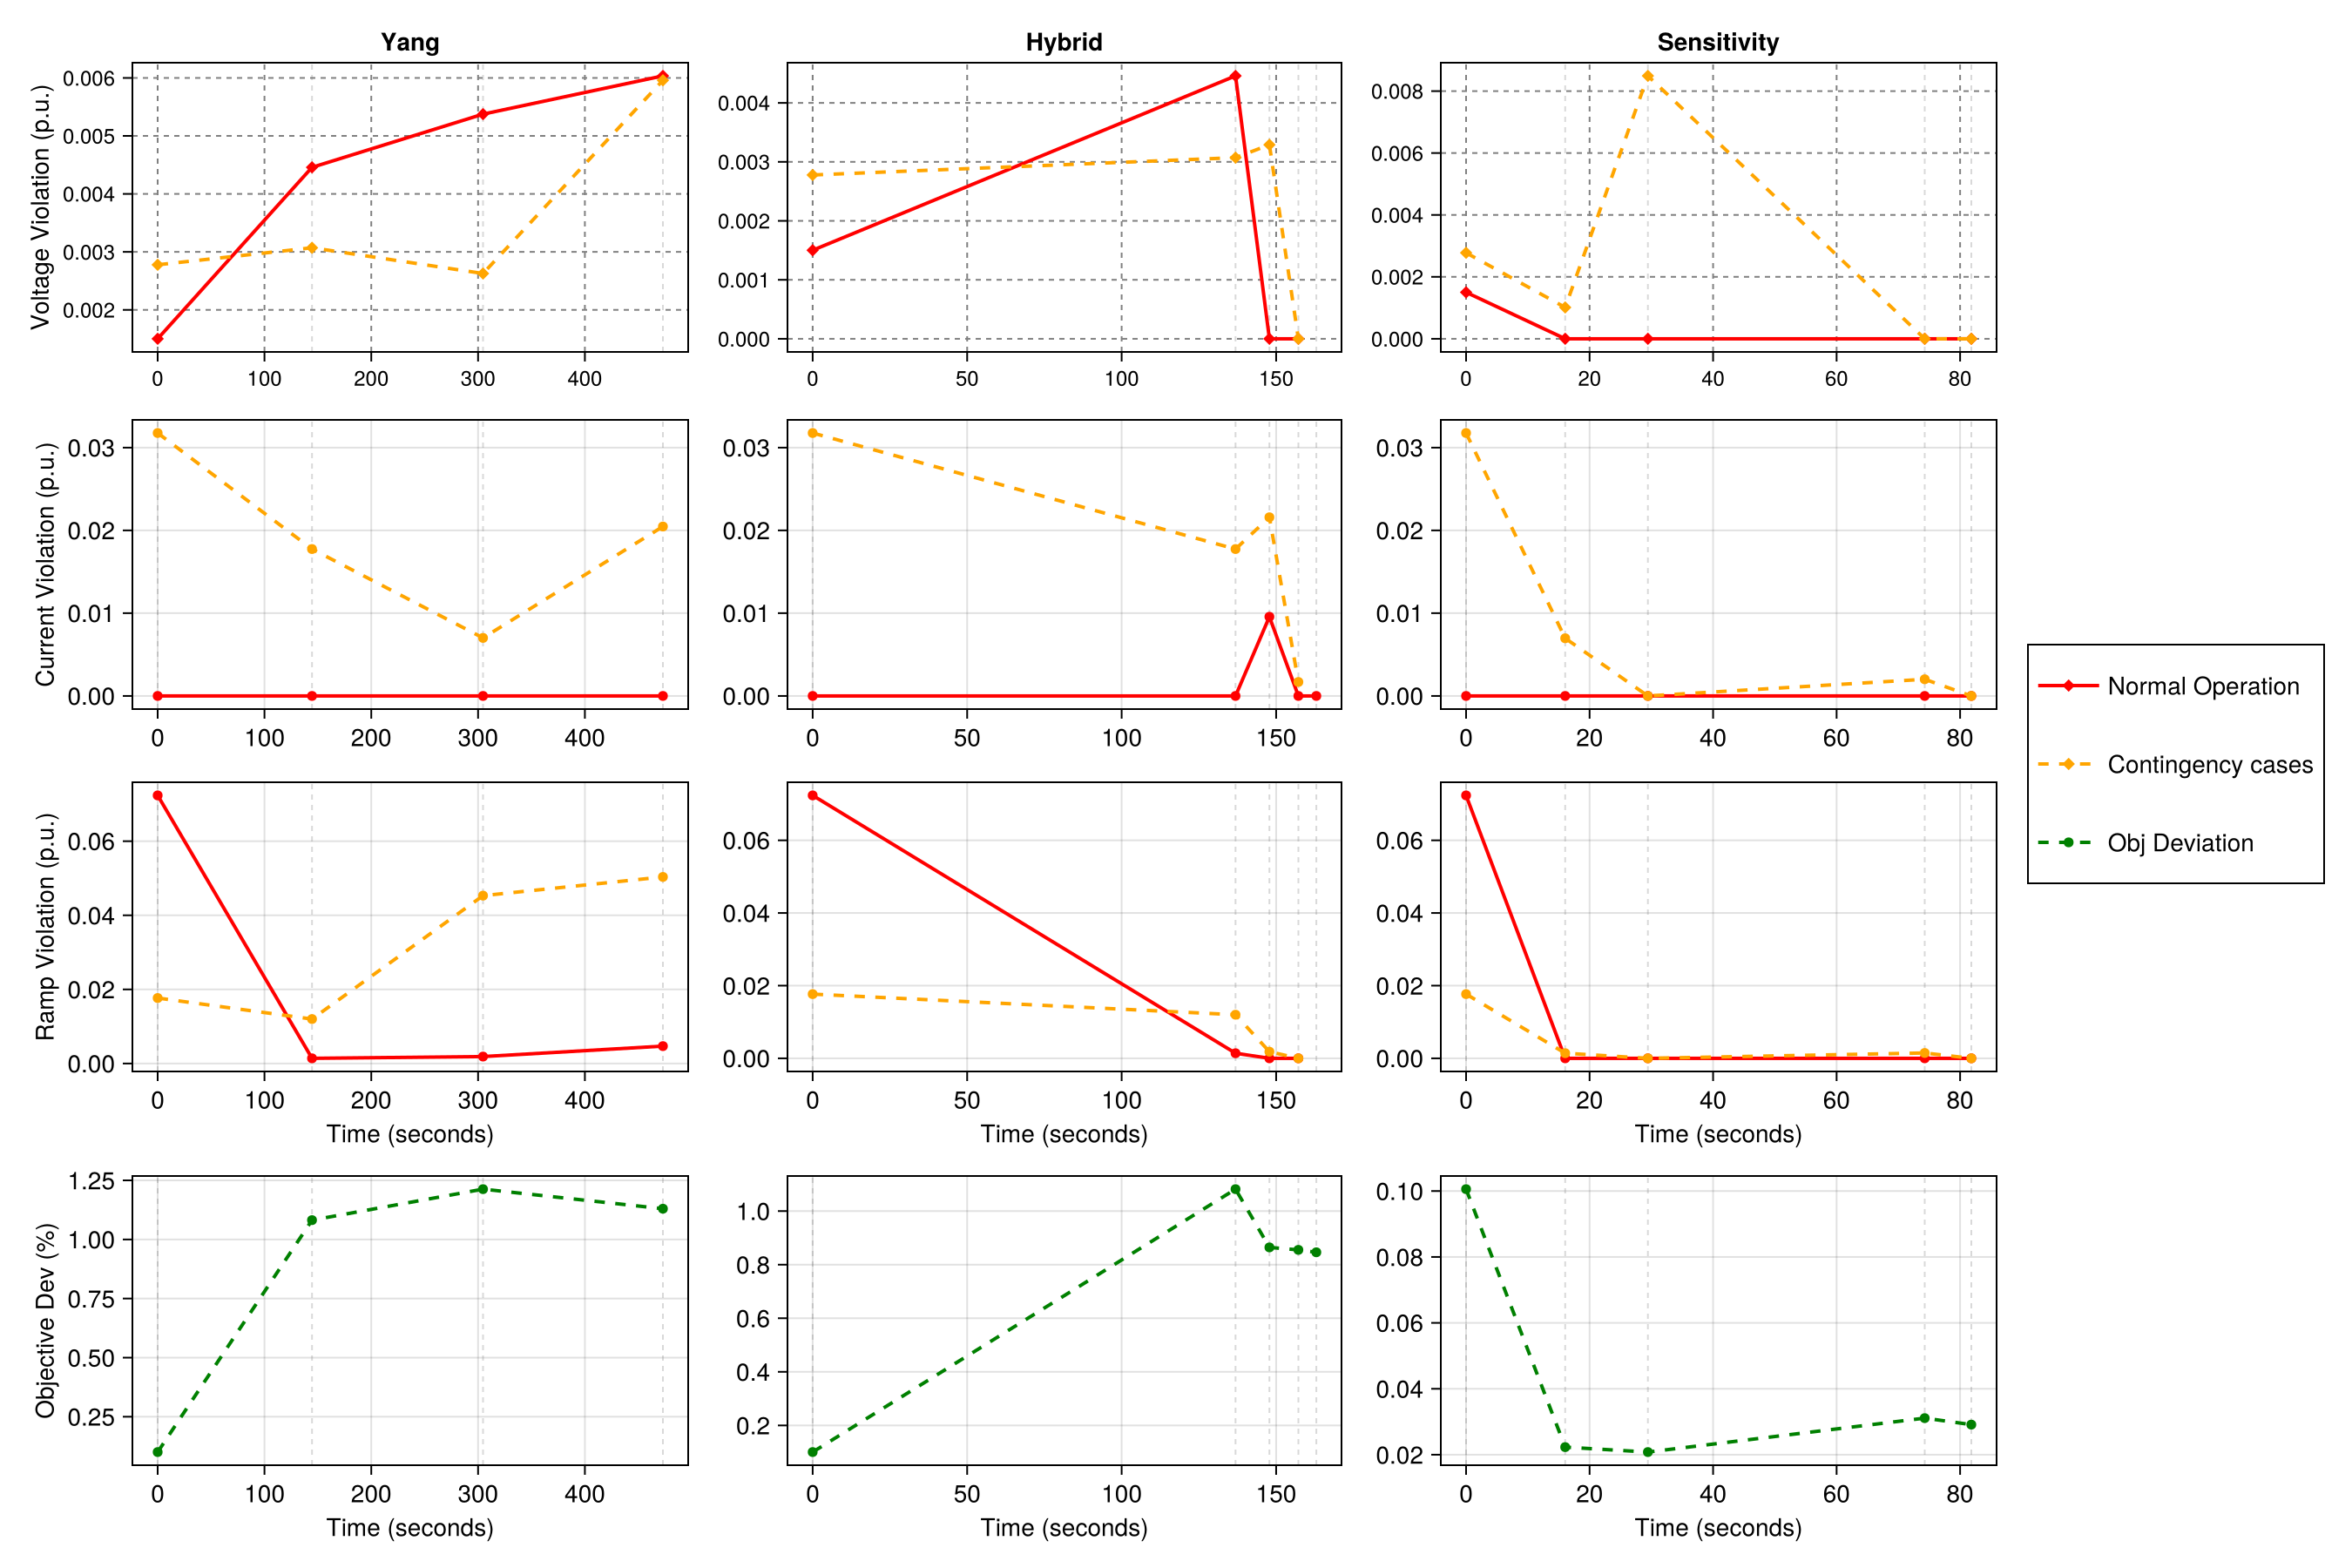 Yang
Hybrid
Sensitivity
Voltage Violation (p.u.)
0.006
0.005
0.004
0.003
0.002
0 100 200 300 400
0.004
0.003
0.002
0.001
0.000
0 50 100 150
0.008
0.006
0.004
0.002
0.000
0 20 40 60 80
Current Violation (p.u.)
0.03
0.02
0.01
0.00
0 100 200 300 400
0.03
0.02
0.01
0.00
0 50 100 150
0.03
0.02
0.01
0.00
0 20 40 60 80
Normal Operation
Contingency cases
Obj Deviation
Ramp Violation (p.u.)
0.06
0.04
0.02
0.00
0 100 200 300 400
Time (seconds)
0.06
0.04
0.02
0.00
0 50 100 150
Time (seconds)
0.06
0.04
0.02
0.00
0 20 40 60 80
Time (seconds)
Objective Dev (%)
1.25
1.00
0.75
0.50
0.25
0 100 200 300 400
Time (seconds)
1.0
0.8
0.6
0.4
0.2
0 50 100 150
Time (seconds)
0.10
0.08
0.06
0.04
0.02
0 20 40 60 80
Time (seconds)